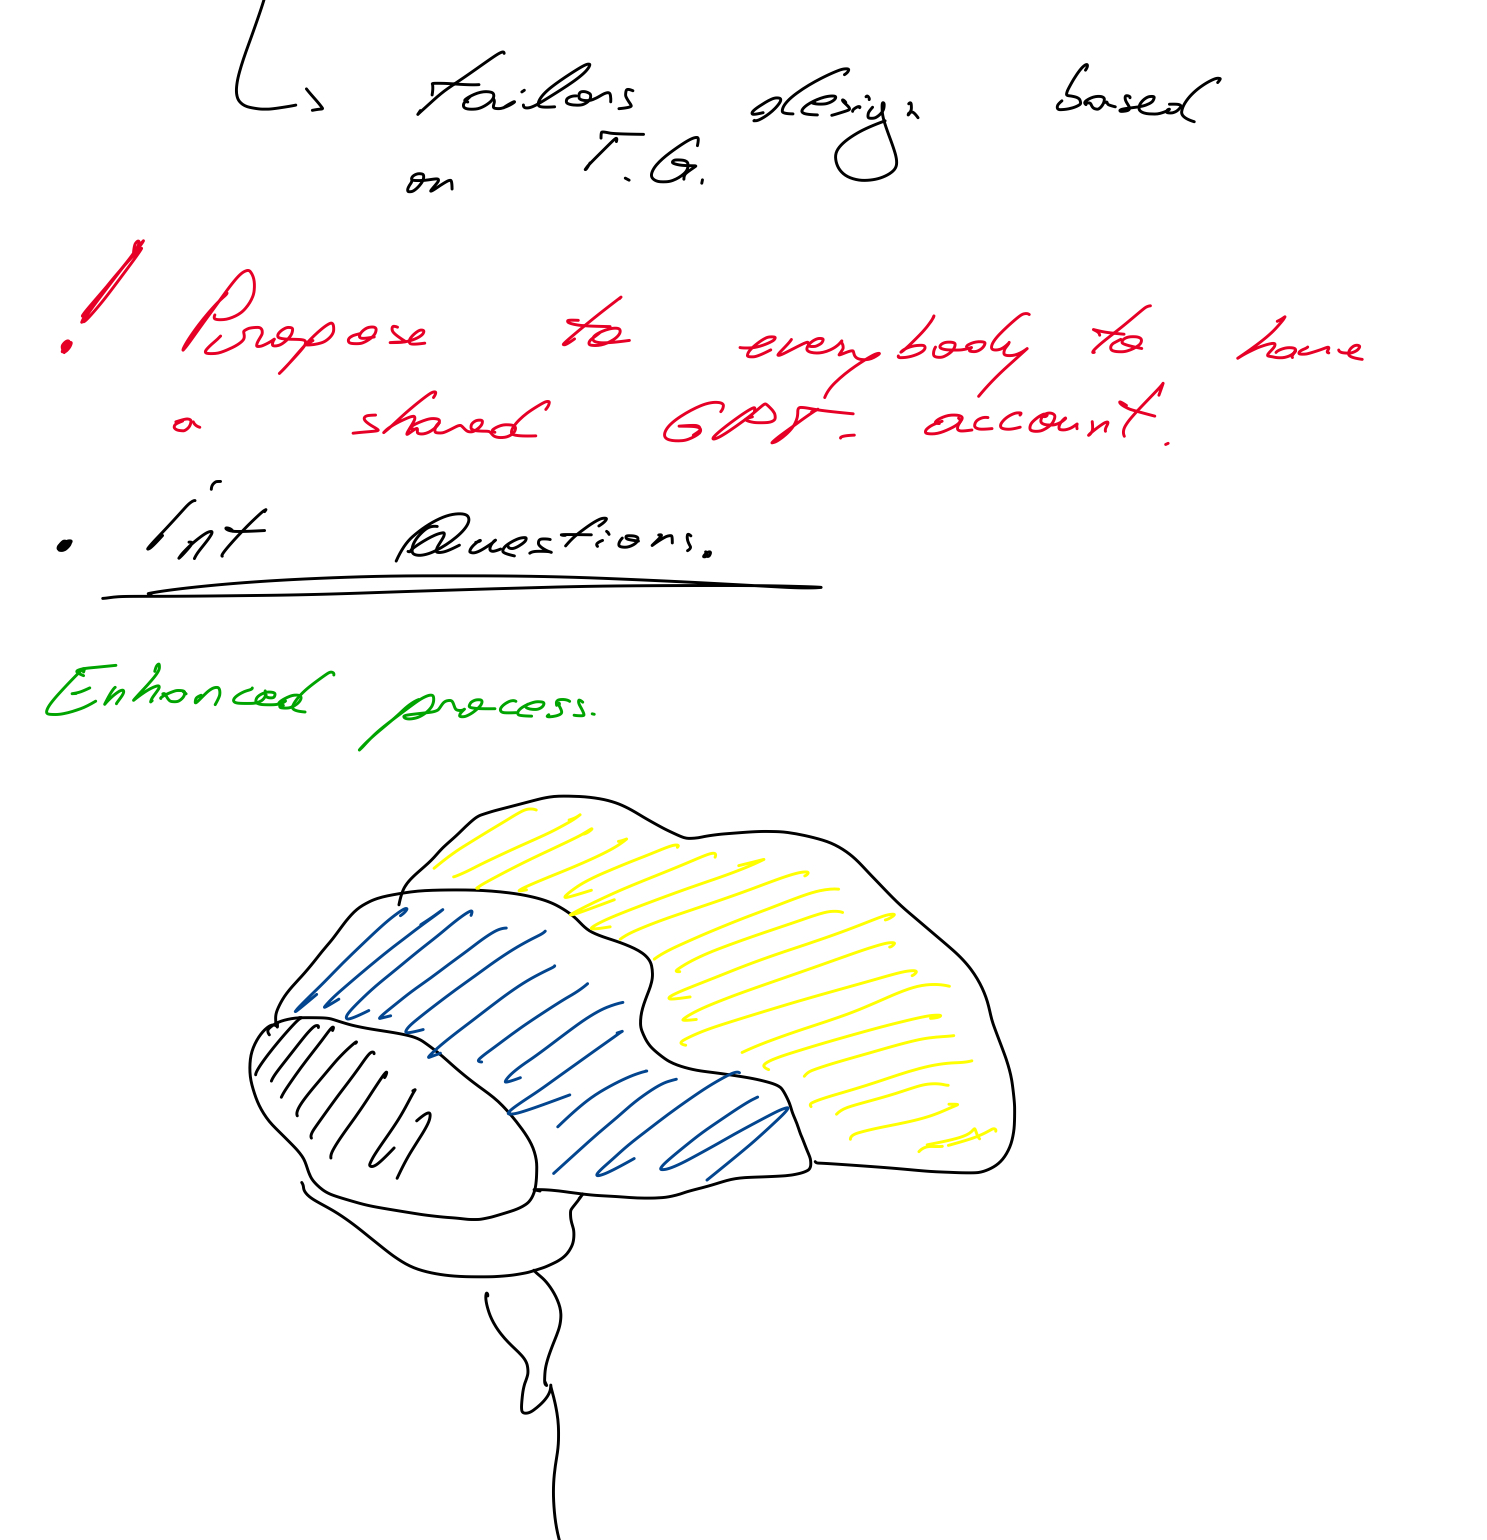 ↳ tailors design based
on T.G.
! Propose to everybody to have
a shared GPT- account.
• Int Questions.
Enhanced process.